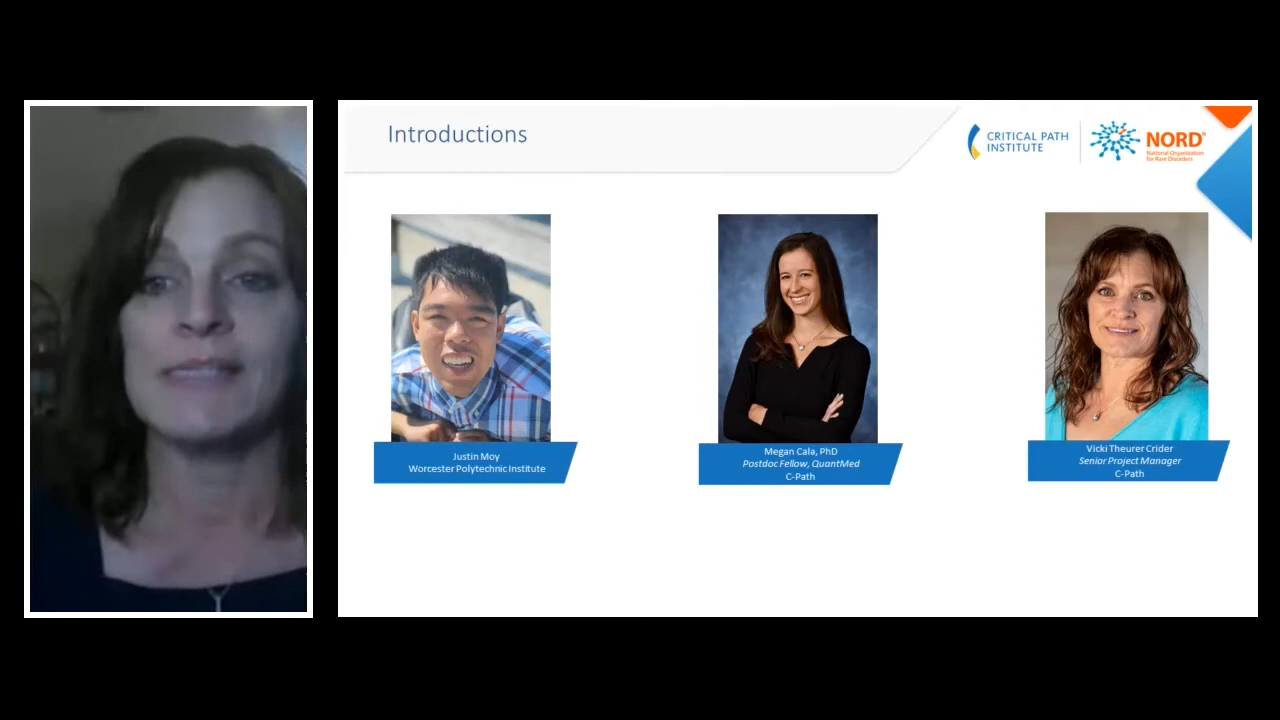 Introductions
CRITICAL PATH
INSTITUTE
NORD®
National Organization
for Rare Disorders
Justin Moy
Worcester Polytechnic Institute
Megan Cala, PhD
Postdoc Fellow, QuantMed
C-Path
Vicki Theurer Crider
Senior Project Manager
C-Path